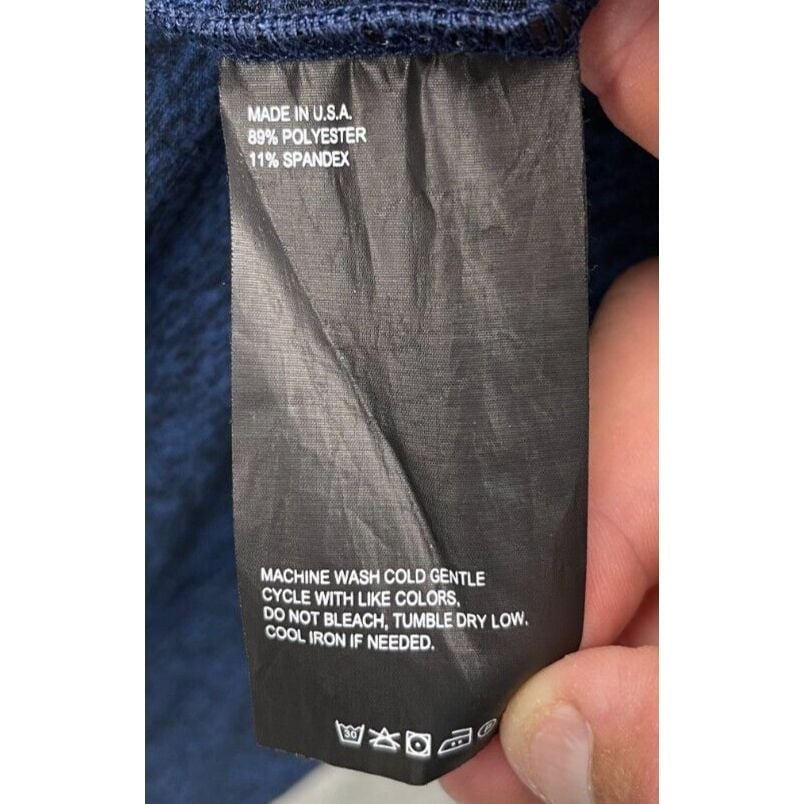 MADE IN U.S.A.
89% POLYESTER
11% SPANDEX
MACHINE WASH COLD GENTLE
CYCLE WITH LIKE COLORS,
DO NOT BLEACH, TUMBLE DRY LOW.
COOL IRON IF NEEDED.
30